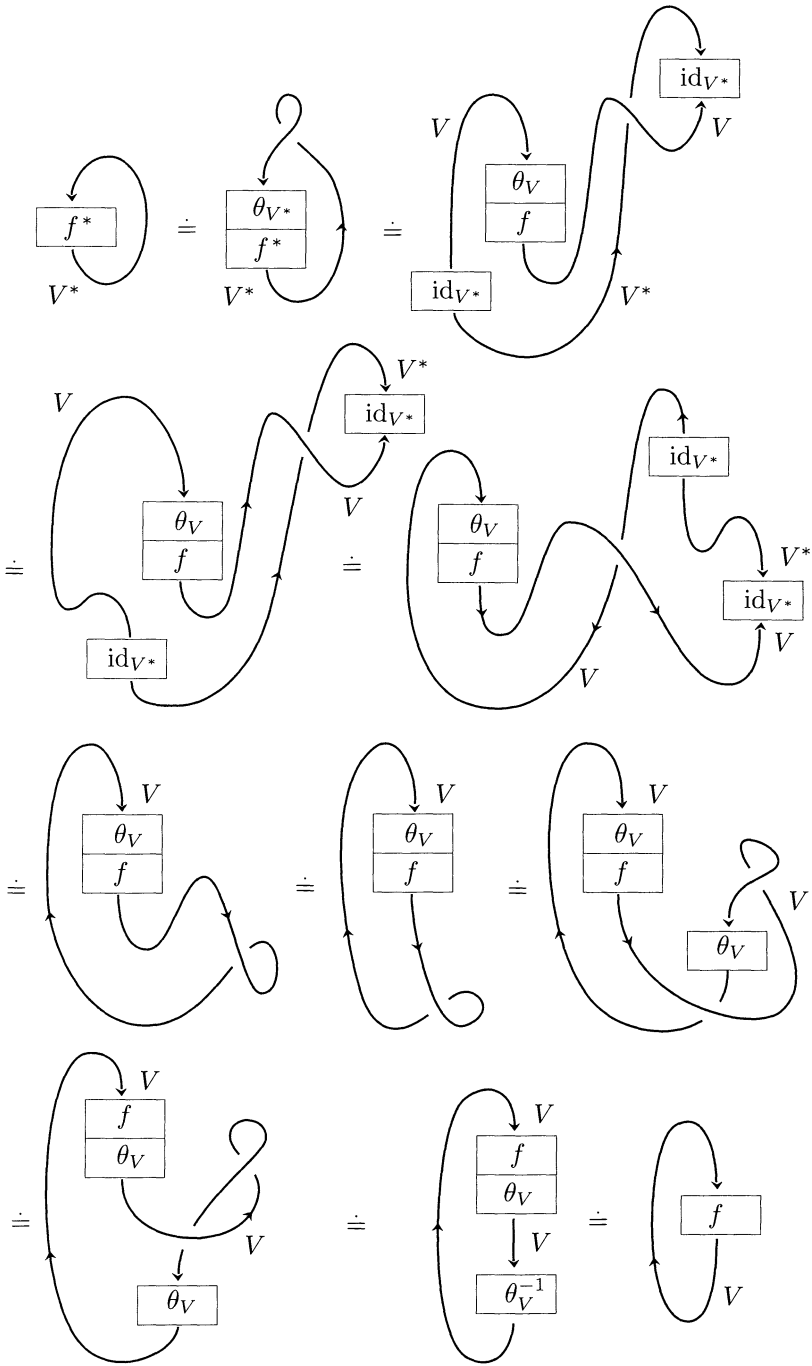 id_{V*}
V V
θ_V
f* ≐ θ_{V*} ≐ f
f*
V* V* id_{V*} V*
V V*
id_{V*}
id_{V*}
V
θ_V θ_V
≐ f ≐ f V*
id_{V*} id_{V*}
V V
V V V
θ_V θ_V θ_V
≐ f ≐ f ≐ f V
θ_V
V V
f f
θ_V θ_V
≐ V ≐ V ≐ f
θ_V θ_V^{-1} V